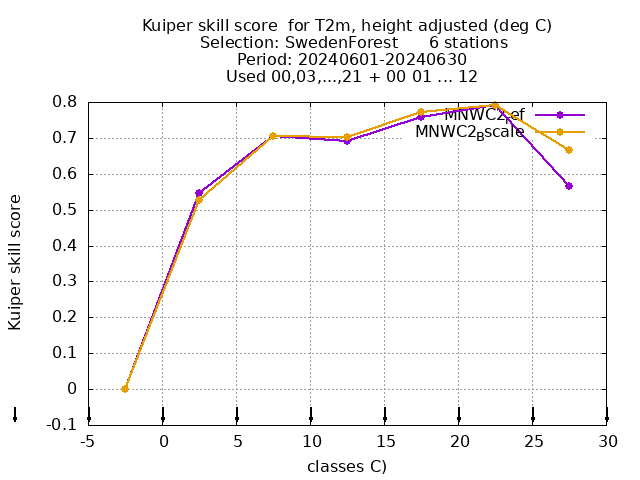 Kuiper skill score  for T2m, height adjusted (deg C)
Selection: SwedenForest      6 stations
Period: 20240601-20240630
Used 00,03,...,21 + 00 01 ... 12
MNWC2
MNWC2_Bscale
0.8
0.7
0.6
0.5
0.4
0.3
0.2
0.1
0
-0.1
Kuiper skill score
-5 0 5 10 15 20 25 30
classes C)